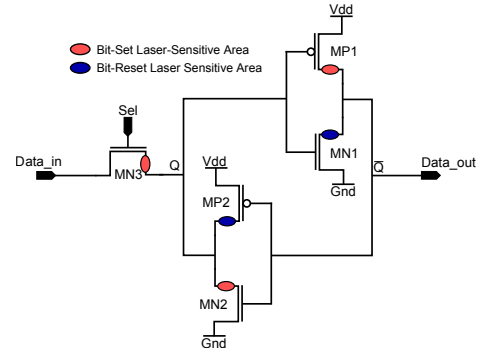 Vdd
Bit-Set Laser-Sensitive Area
MP1
Bit-Reset Laser Sensitive Area
Sel
MN1
Data_in
Q
Vdd
Q̅
Data_out
MN3
Gnd
MP2
MN2
Gnd